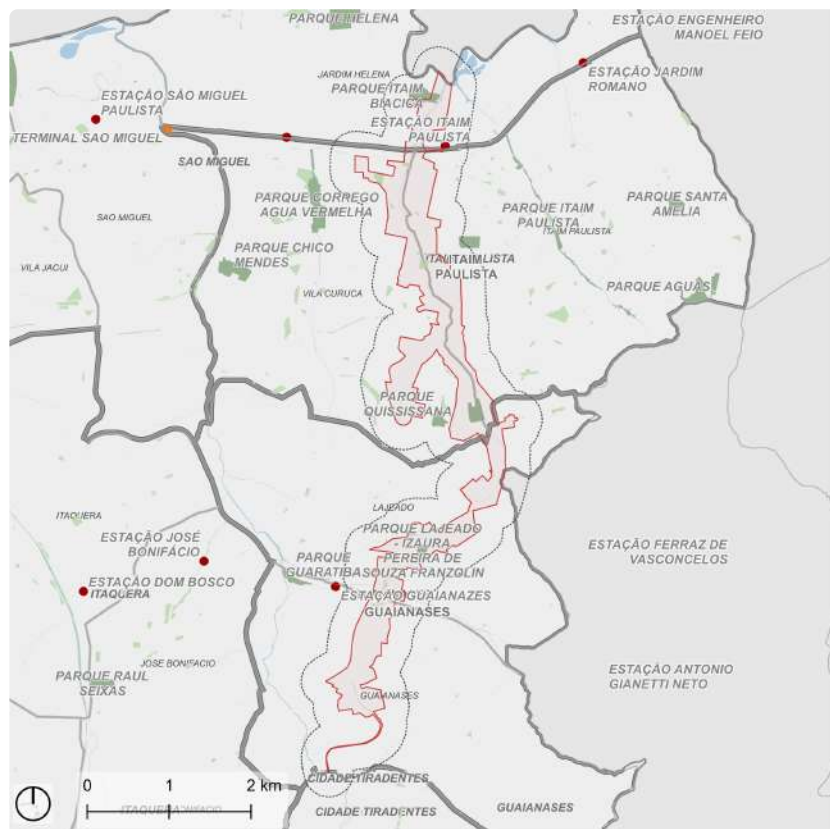 PARQUE HELENA
ESTAÇÃO ENGENHEIRO
MANOEL FEIO
JARDIM HELENA
ESTAÇÃO JARDIM
ROMANO
PARQUE ITAIM
BIACICA
ESTAÇÃO SÃO MIGUEL
PAULISTA
ESTAÇÃO ITAIM
PAULISTA
TERMINAL SAO MIGUEL
SAO MIGUEL
PARQUE CORREGO
AGUA VERMELHA
PARQUE ITAIM
PAULISTA
ITAIM PAULISTA
PARQUE SANTA
AMELIA
SAO MIGUEL
PARQUE CHICO
MENDES
ITAIM
PAULISTA
VILA JACUI
VILA CURUCA
PARQUE AGUAS
PARQUE
QUISSISSANA
LAJEADO
ITAQUERA
PARQUE LAJEADO
IZAURA
PEREIRA DE
SOUZA FRANZOLIN
ESTAÇÃO JOSÉ
BONIFÁCIO
PARQUE
GUARATIBA
ESTAÇÃO FERRAZ DE
VASCONCELOS
ESTAÇÃO DOM BOSCO
ITAQUERA
ESTAÇÃO GUAIANAZES
GUAIANASES
JOSE BONIFACIO
PARQUE RAUL
SEIXAS
GUAIANASES
ESTAÇÃO ANTONIO
GIANETTI NETO
CIDADE TIRADENTES
0 1 2 km
CIDADE TIRADENTES
GUAIANASES